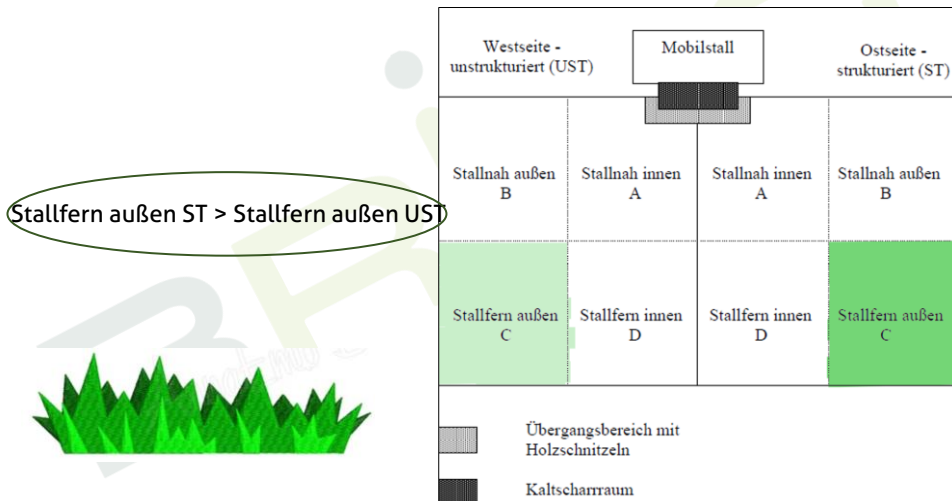 Stallfern außen ST > Stallfern außen UST
Westseite -
unstrukturiert (UST)
Mobilstall
Ostseite -
strukturiert (ST)
Stallnah außen
B
Stallnah innen
A
Stallnah innen
A
Stallnah außen
B
Stallfern außen
C
Stallfern innen
D
Stallfern innen
D
Stallfern außen
C
Übergangsbereich mit
Holzschnitzeln
Kaltscharrraum